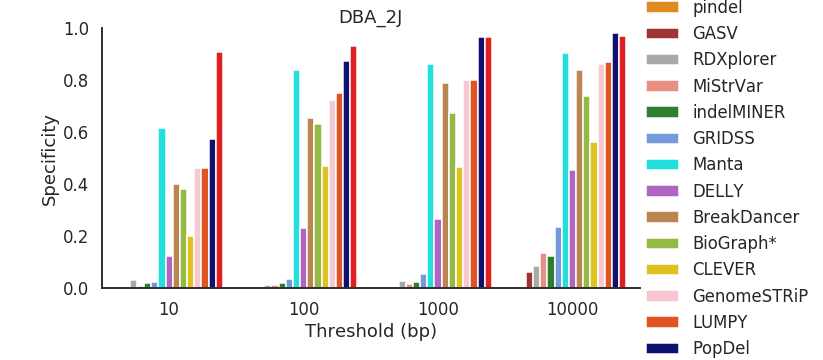 DBA_2J
1.0
0.8
0.6
0.4
0.2
0.0
Specificity
10
100
1000
10000
Threshold (bp)
pindel
GASV
RDXplorer
MiStrVar
indelMINER
GRIDSS
Manta
DELLY
BreakDancer
BioGraph*
CLEVER
GenomeSTRiP
LUMPY
PopDel